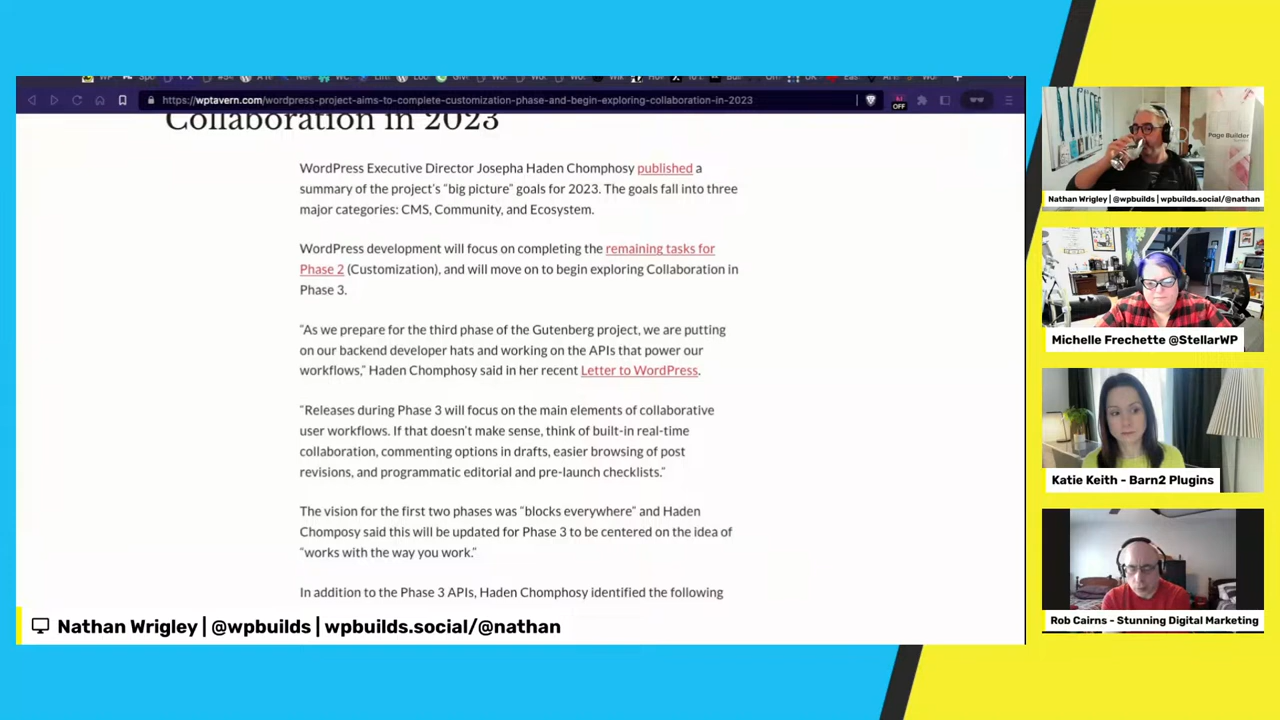 https://wptavern.com/wordpress-project-aims-to-complete-customization-phase-and-begin-exploring-collaboration-in-2023
OFF
Collaboration in 2023
WordPress Executive Director Josepha Haden Chomphosy published a
summary of the project's “big picture” goals for 2023. The goals fall into three
major categories: CMS, Community, and Ecosystem.
WordPress development will focus on completing the remaining tasks for
Phase 2 (Customization), and will move on to begin exploring Collaboration in
Phase 3.
“As we prepare for the third phase of the Gutenberg project, we are putting
on our backend developer hats and working on the APIs that power our
workflows,” Haden Chomphosy said in her recent Letter to WordPress.
“Releases during Phase 3 will focus on the main elements of collaborative
user workflows. If that doesn’t make sense, think of built-in real-time
collaboration, commenting options in drafts, easier browsing of post
revisions, and programmatic editorial and pre-launch checklists.”
The vision for the first two phases was “blocks everywhere” and Haden
Chomposy said this will be updated for Phase 3 to be centered on the idea of
“works with the way you work.”
In addition to the Phase 3 APIs, Haden Chomphosy identified the following
Nathan Wrigley | @wpbuilds | wpbuilds.social/@nathan
Page Builder
Nathan Wrigley | @wpbuilds | wpbuilds.social/@nathan
Michelle Frechette @StellarWP
Katie Keith - Barn2 Plugins
Rob Cairns - Stunning Digital Marketing